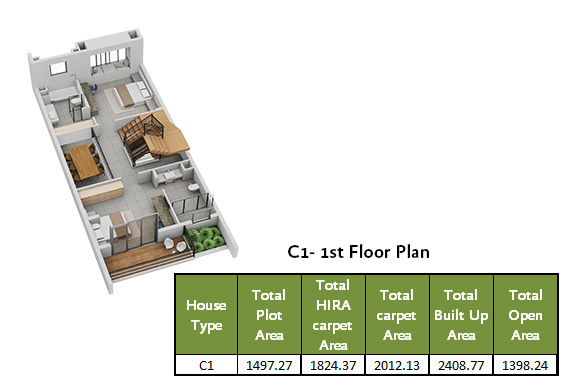 C1- 1st Floor Plan
House Type Total Plot Area Total HIRA carpet Area Total carpet Area Total Built Up Area Total Open Area
C1 1497.27 1824.37 2012.13 2408.77 1398.24